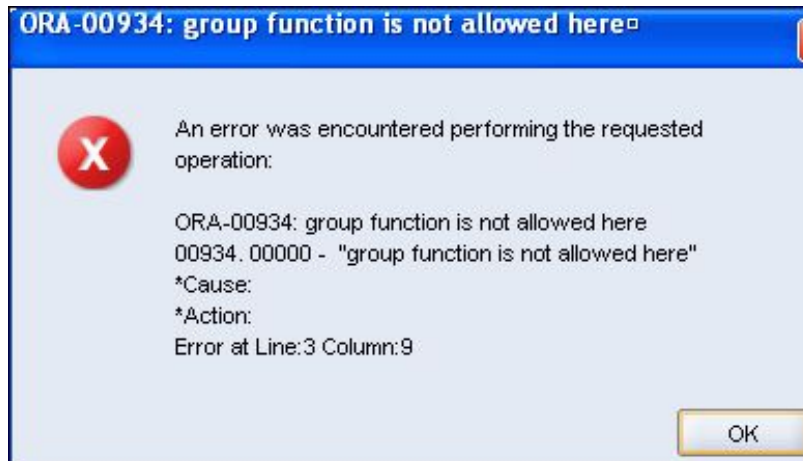 ORA-00934: group function is not allowed here¤
An error was encountered performing the requested
operation:
ORA-00934: group function is not allowed here
00934. 00000 -  "group function is not allowed here"
*Cause:
*Action:
Error at Line:3 Column:9
OK